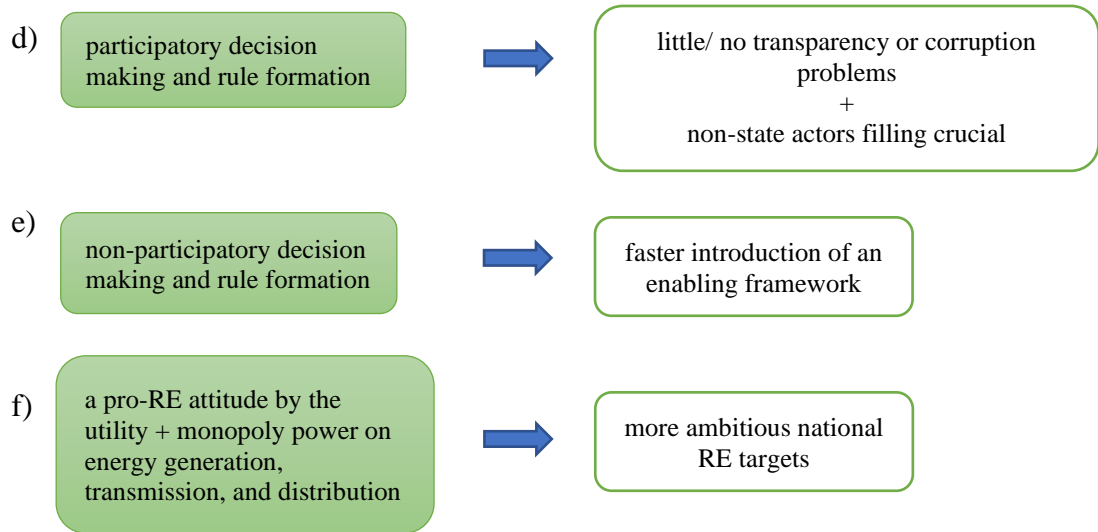 d)
participatory decision
making and rule formation
little/ no transparency or corruption
problems
+
non-state actors filling crucial
e)
non-participatory decision
making and rule formation
faster introduction of an
enabling framework
f)
a pro-RE attitude by the
utility + monopoly power on
energy generation,
transmission, and distribution
more ambitious national
RE targets